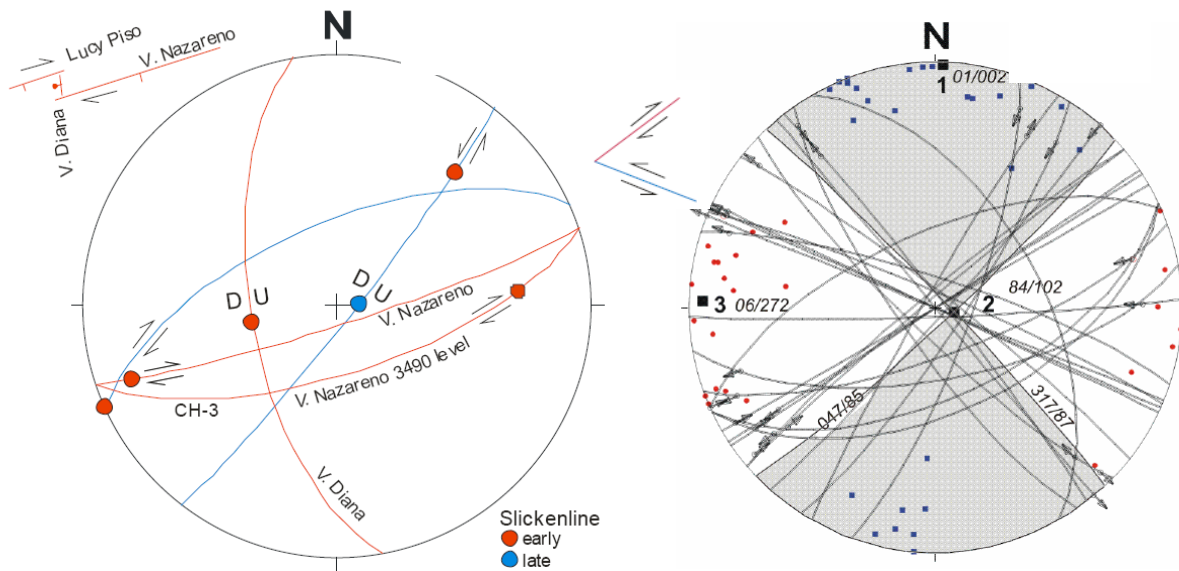 Lucy Piso
V. Nazareno
V. Diana
N
D U
D U
V. Nazareno
V. Nazareno 3490 level
CH-3
V. Diana
Slickenline
early
late
N
1 01/002
84/102
2
3 06/272
047/85
317/87